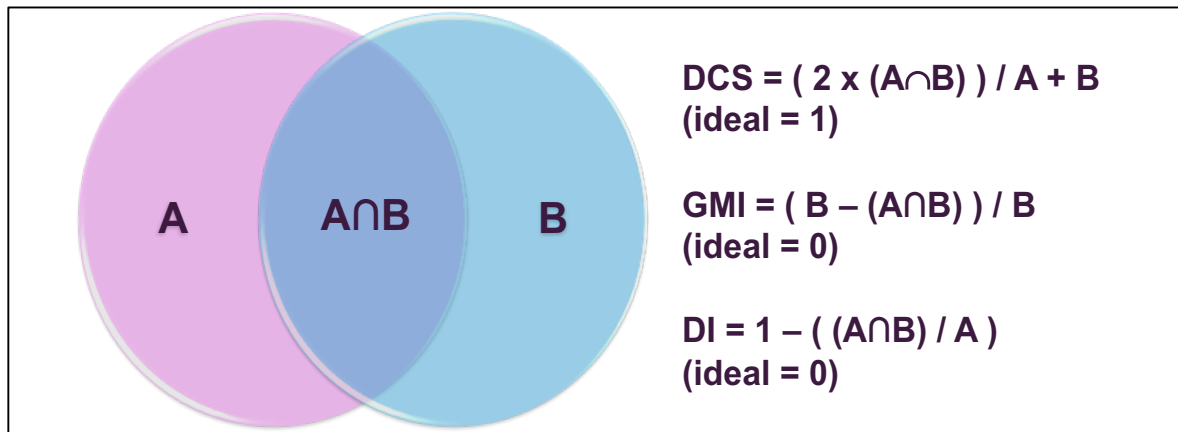 A
A∩B
B
DCS = ( 2 x (A∩B) ) / A + B
(ideal = 1)
GMI = ( B – (A∩B) ) / B
(ideal = 0)
DI = 1 – ( (A∩B) / A )
(ideal = 0)